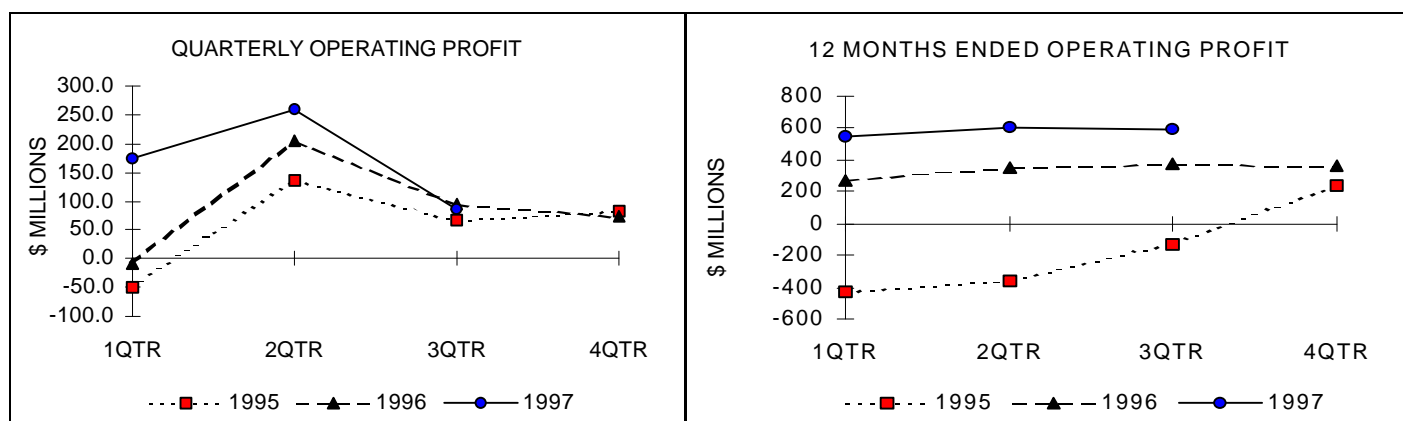 QUARTERLY OPERATING PROFIT
$ MILLIONS
300.0
250.0
200.0
150.0
100.0
50.0
0.0
-50.0
-100.0
1QTR 2QTR 3QTR 4QTR
1995 1996 1997
12 MONTHS ENDED OPERATING PROFIT
$ MILLIONS
800
600
400
200
0
-200
-400
-600
1QTR 2QTR 3QTR 4QTR
1995 1996 1997